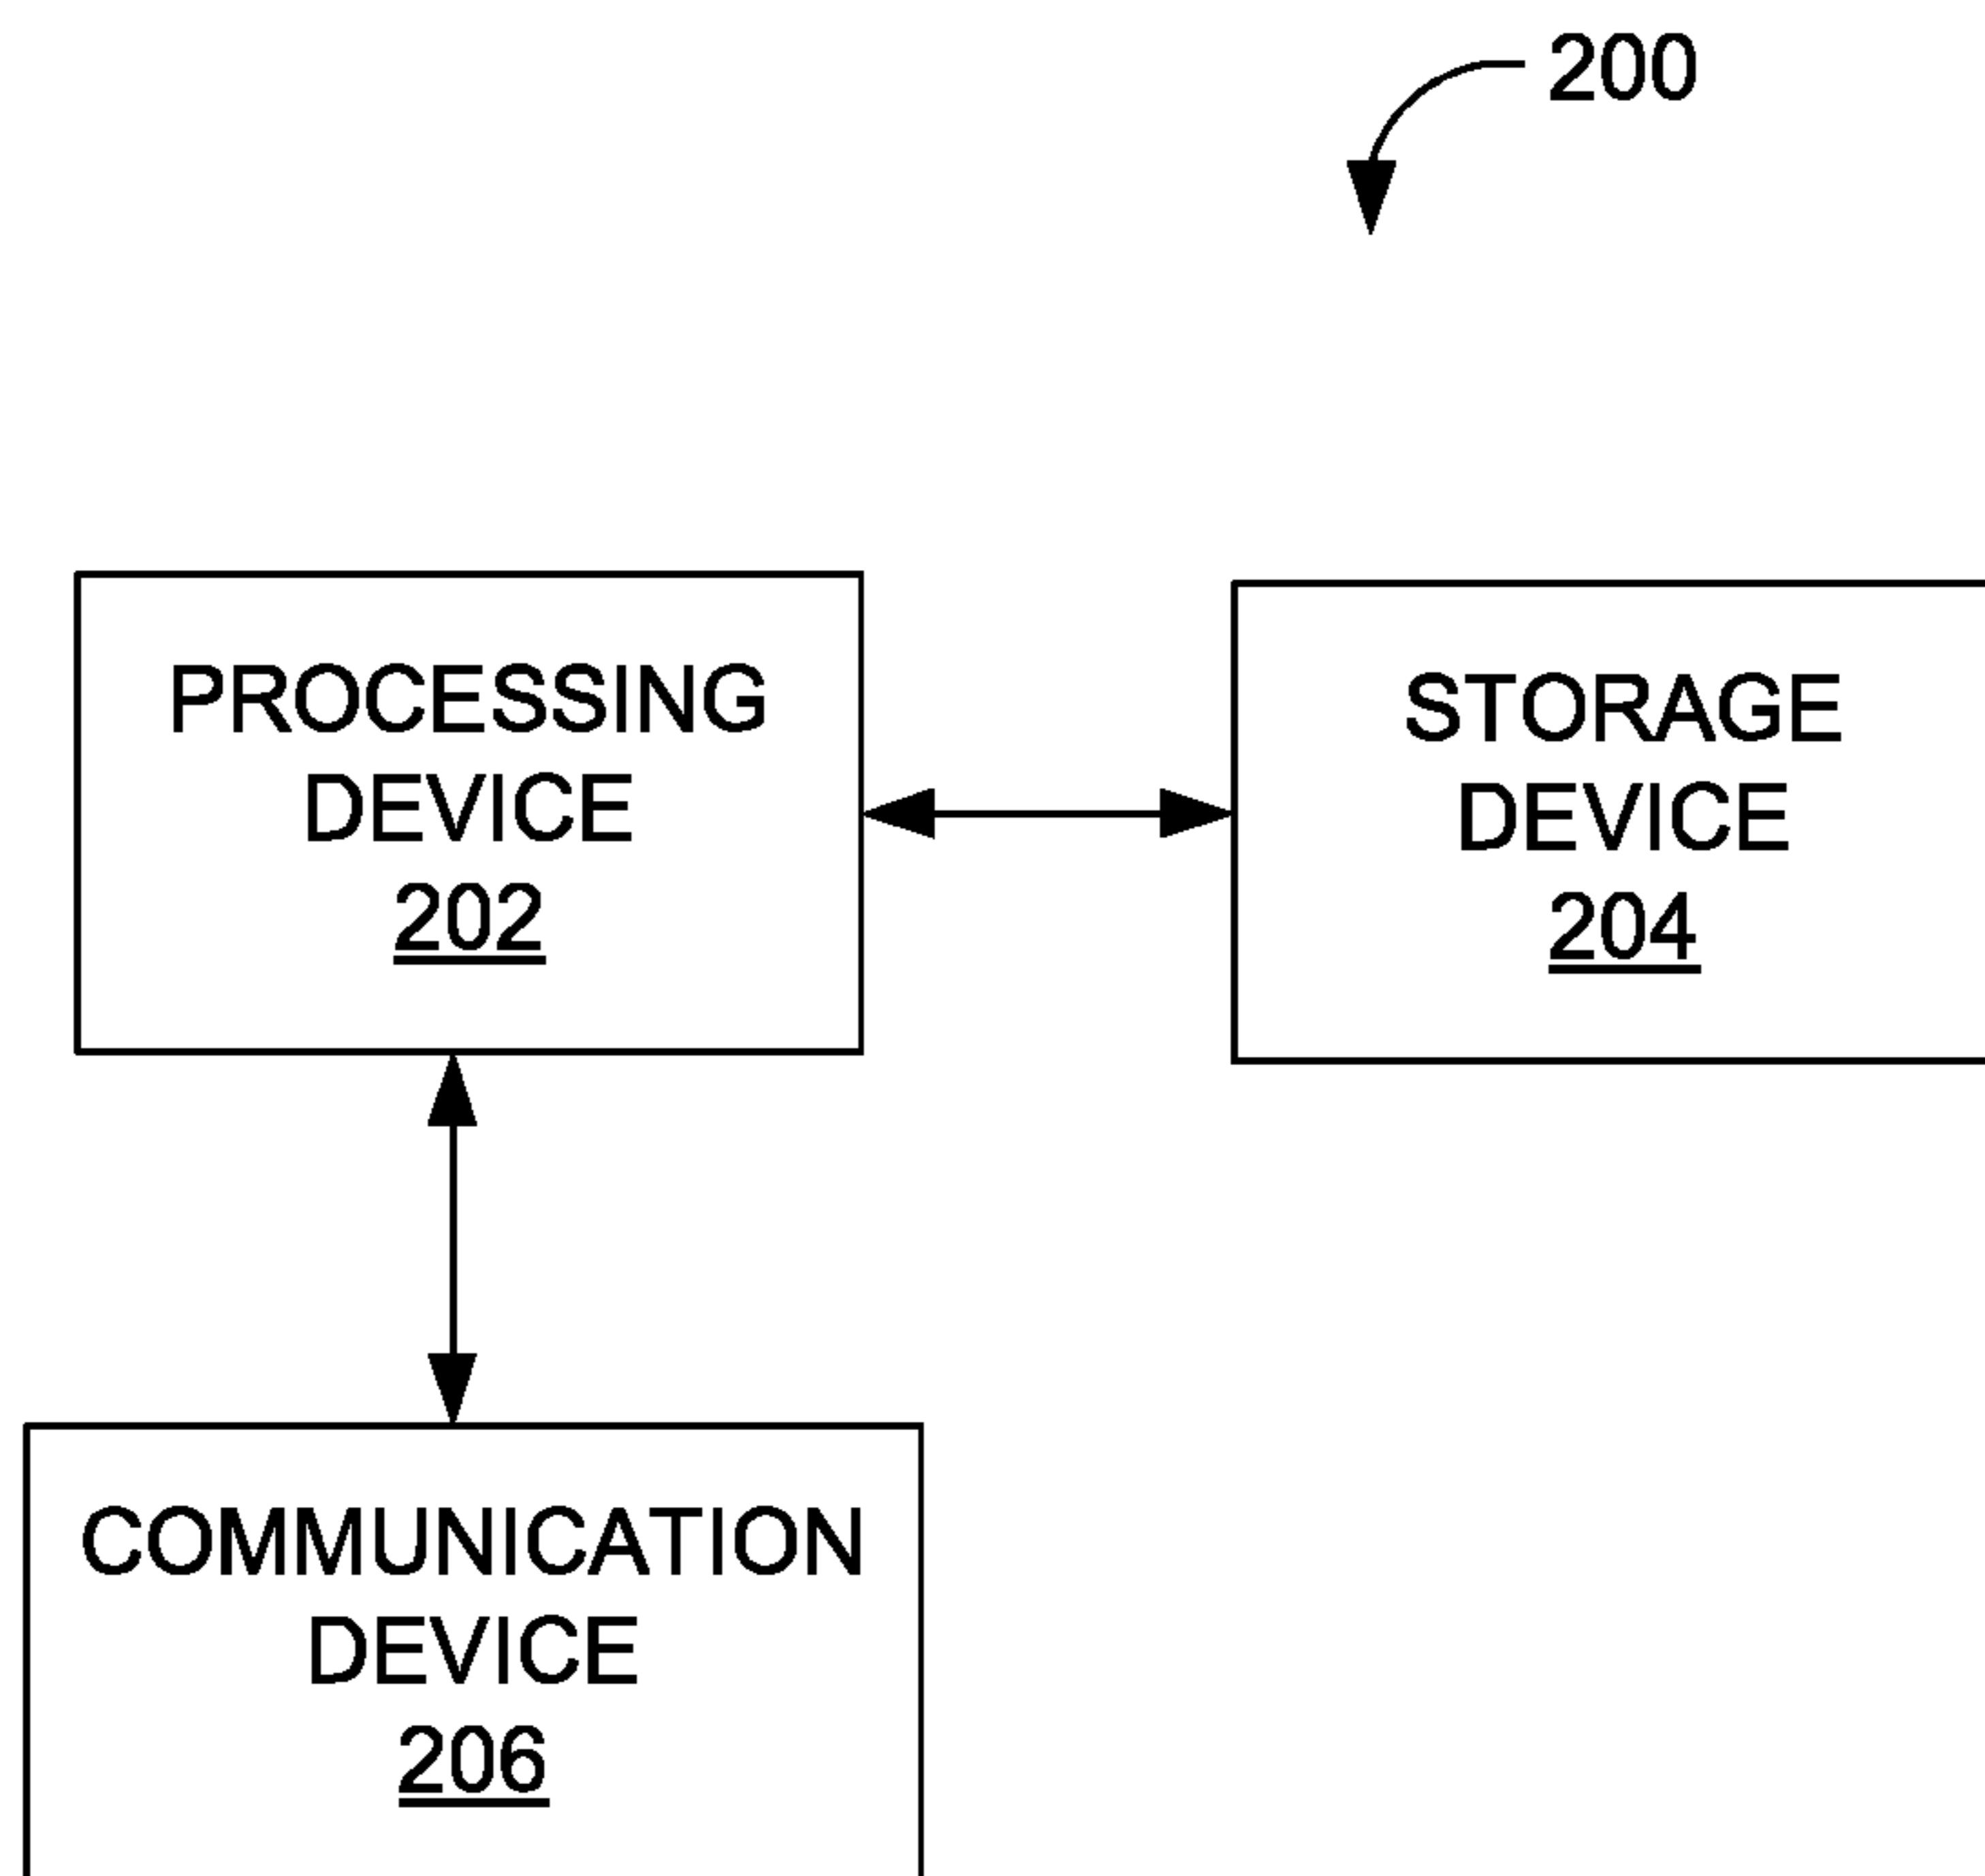 200
PROCESSING
DEVICE
202
STORAGE
DEVICE
204
COMMUNICATION
DEVICE
206